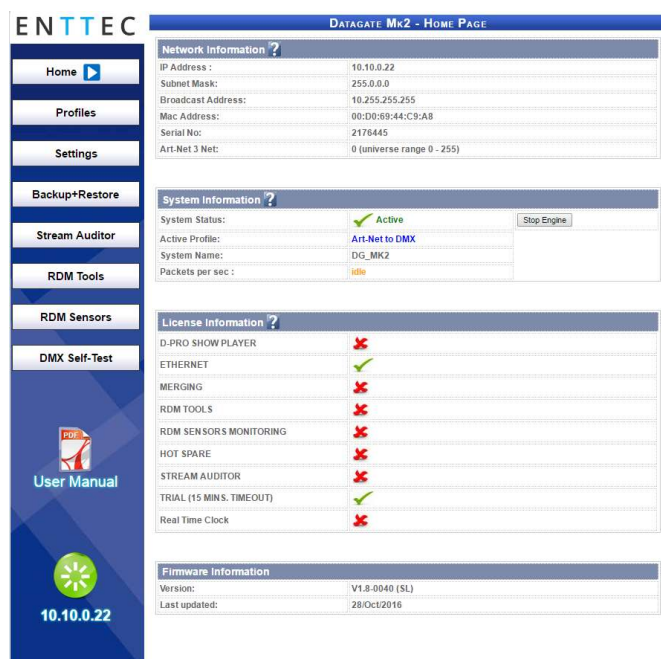 ENTTEC
DATAGATE MK2 - HOME PAGE
Home
Profiles
Settings
Backup+Restore
Stream Auditor
RDM Tools
RDM Sensors
DMX Self-Test
PDF
User Manual
10.10.0.22
Network Information ?
IP Address : 10.10.0.22
Subnet Mask: 255.0.0.0
Broadcast Address: 10.255.255.255
Mac Address: 00:D0:69:44:C9:A8
Serial No: 2176445
Art-Net 3 Net: 0 (universe range 0 - 255)
System Information ?
System Status: Active Stop Engine
Active Profile: Art-Net to DMX
System Name: DG_MK2
Packets per sec : idle
License Information ?
D-PRO SHOW PLAYER
ETHERNET
MERGING
RDM TOOLS
RDM SENSORS MONITORING
HOT SPARE
STREAM AUDITOR
TRIAL (15 MINS. TIMEOUT)
Real Time Clock
Firmware Information
Version: V1.8-0040 (SL)
Last updated: 28/Oct/2016